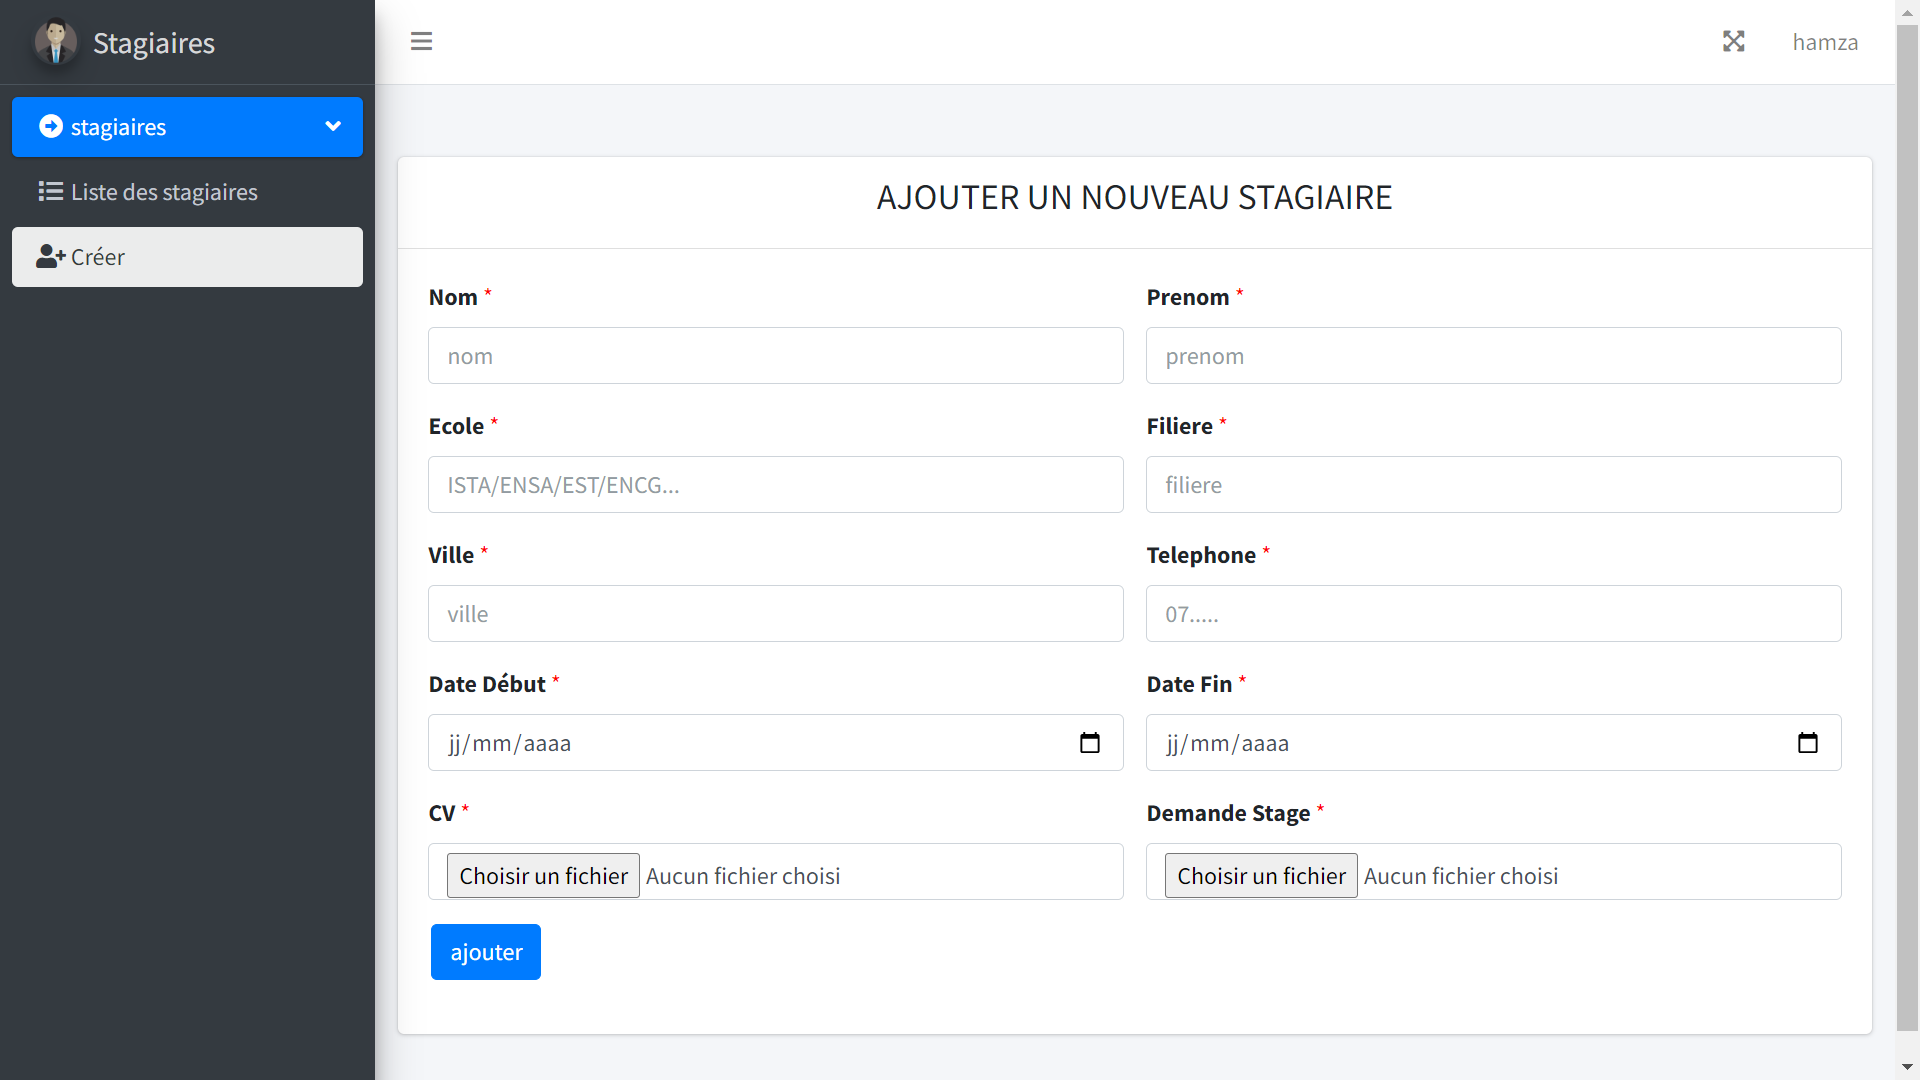 Stagiaires
hamza
stagiaires
Liste des stagiaires
Créer
AJOUTER UN NOUVEAU STAGIAIRE
Nom *
Prenom *
nom
prenom
Ecole *
Filiere *
ISTA/ENSA/EST/ENCG...
filiere
Ville *
Telephone *
ville
07.....
Date Début *
Date Fin *
jj/mm/aaaa
jj/mm/aaaa
CV *
Demande Stage *
Choisir un fichier Aucun fichier choisi
Choisir un fichier Aucun fichier choisi
ajouter